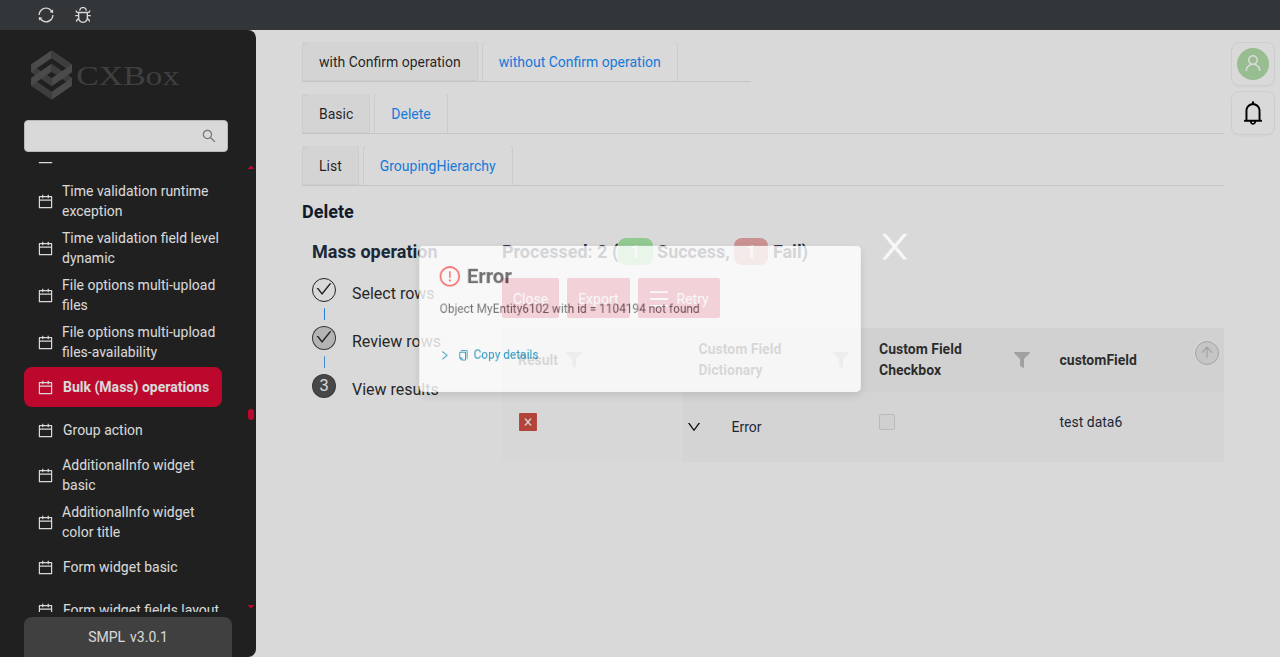 CXBox
Time validation runtime
exception
Time validation field level
dynamic
File options multi-upload
files
File options multi-upload
files-availability
Bulk (Mass) operations
Group action
AdditionalInfo widget
basic
AdditionalInfo widget
color title
Form widget basic
Form widget fields layout
SMPL v3.0.1
with Confirm operation
without Confirm operation
Basic
Delete
List
GroupingHierarchy
Delete
Mass operation
Select rows
Review rows
3
View results
Processed: 2 (1 Success, 1 Fail)
Close
Export
Retry
Error
Object MyEntity6102 with id = 1104194 not found
Copy details
Result
Custom Field
Dictionary
Custom Field
Checkbox
customField
Error
test data6